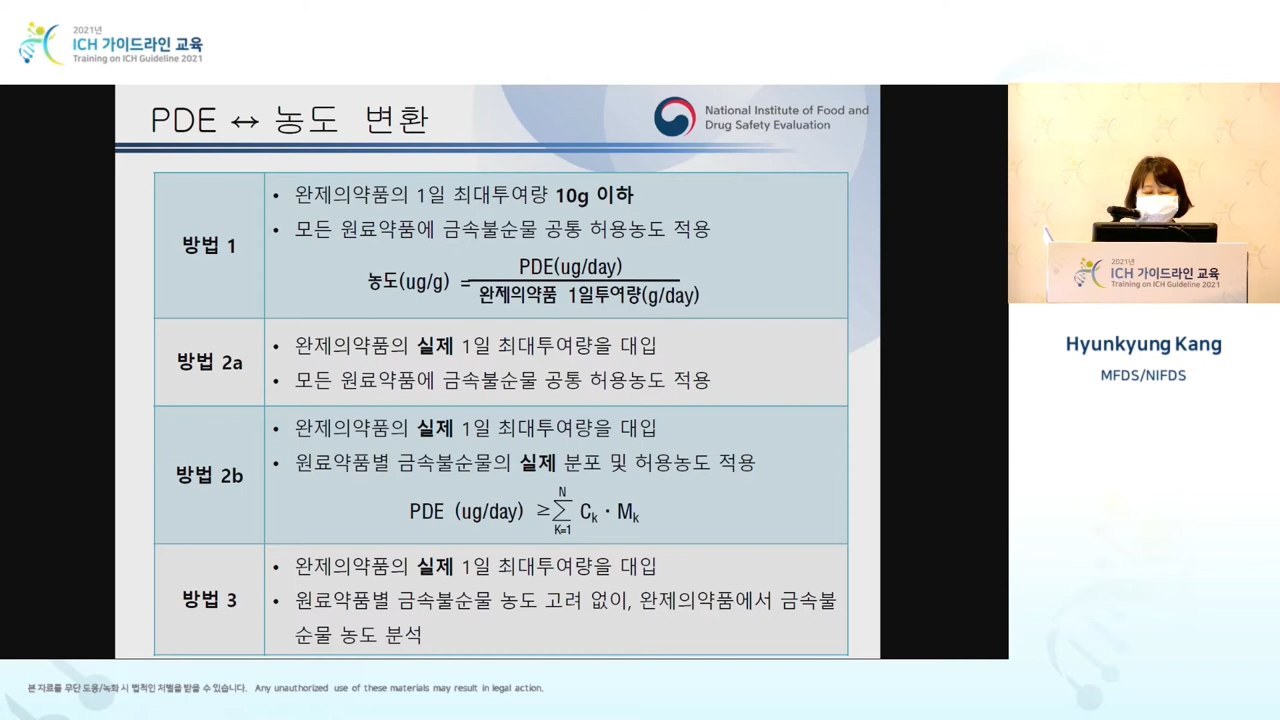 2021년
ICH 가이드라인 교육
Training on ICH Guideline 2021
PDE ↔ 농도 변환
National Institute of Food and
Drug Safety Evaluation
방법 1
• 완제의약품의 1일 최대투여량 10g 이하
• 모든 원료약품에 금속불순물 공통 허용농도 적용
농도(ug/g) = PDE(ug/day) / 완제의약품 1일투여량(g/day)
방법 2a
• 완제의약품의 실제 1일 최대투여량을 대입
• 모든 원료약품에 금속불순물 공통 허용농도 적용
방법 2b
• 완제의약품의 실제 1일 최대투여량을 대입
• 원료약품별 금속불순물의 실제 분포 및 허용농도 적용
N
PDE (ug/day) ≥ ∑ Ck · Mk
K=1
방법 3
• 완제의약품의 실제 1일 최대투여량을 대입
• 원료약품별 금속불순물 농도 고려 없이, 완제의약품에서 금속불
순물 농도 분석
2021년
ICH 가이드라인 교육
Training on ICH Guideline 2021
Hyunkyung Kang
MFDS/NIFDS
본 자료를 무단 도용/녹화 시 법적인 처벌을 받을 수 있습니다. Any unauthorized use of these materials may result in legal action.